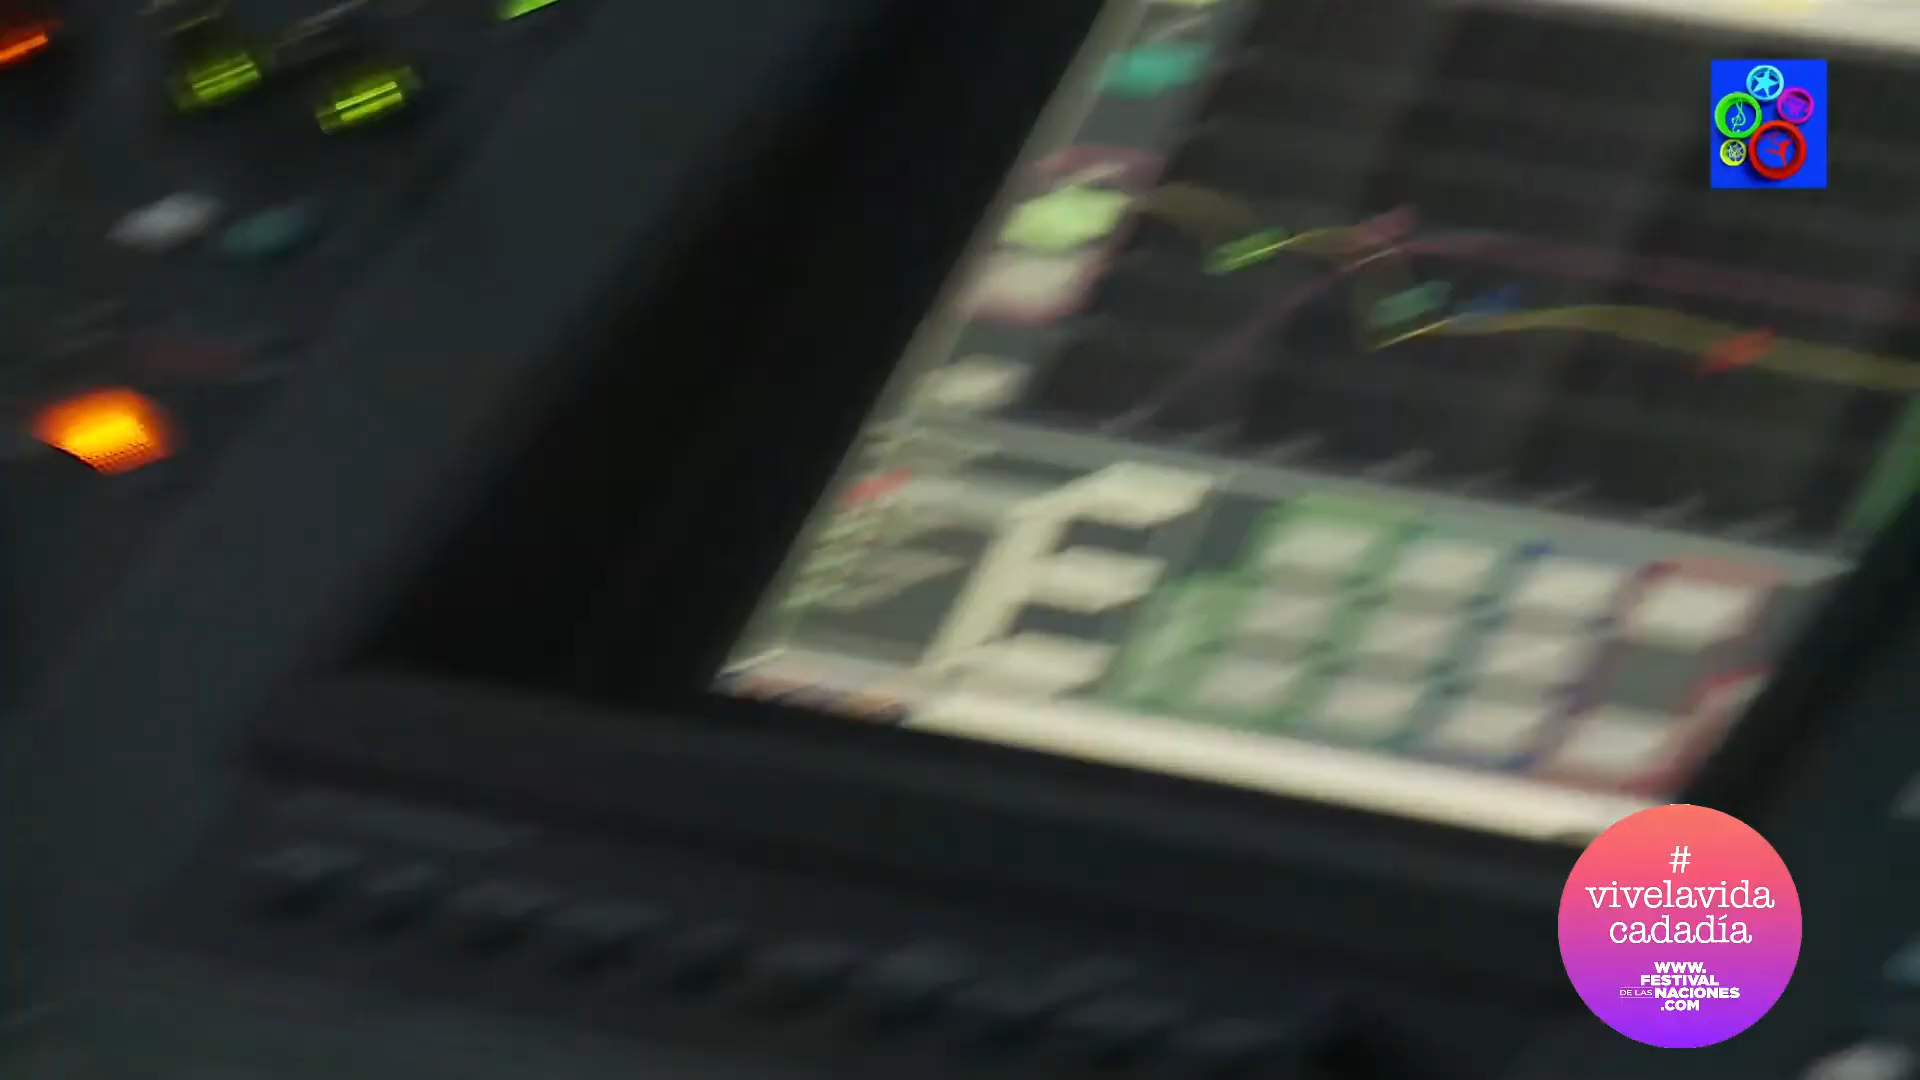 #
vivelavida
cadadía
WWW.
FESTIVAL
DE LAS NACIONES
.COM